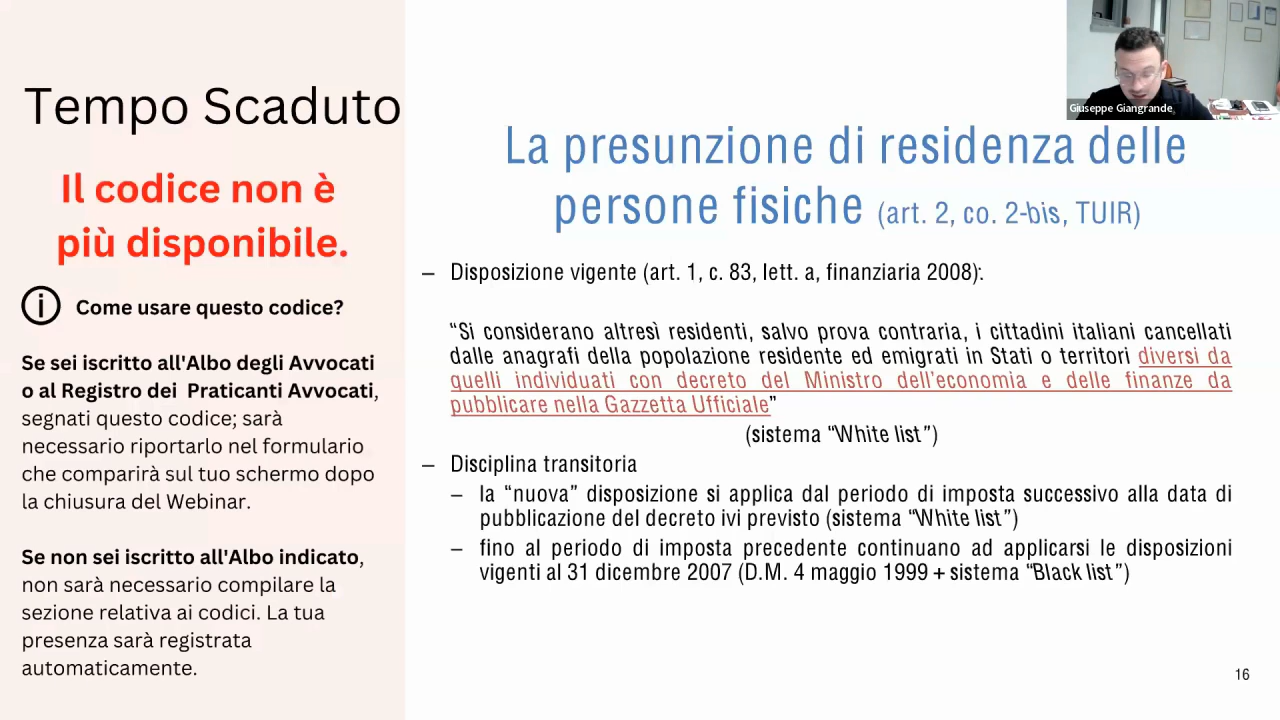 Tempo Scaduto
Il codice non è
più disponibile.
i Come usare questo codice?
Se sei iscritto all'Albo degli Avvocati
o al Registro dei Praticanti Avvocati,
segnati questo codice; sarà
necessario riportarlo nel formulario
che comparirà sul tuo schermo dopo
la chiusura del Webinar.
Se non sei iscritto all'Albo indicato,
non sarà necessario compilare la
sezione relativa ai codici. La tua
presenza sarà registrata
automaticamente.
Giuseppe Giangrande
La presunzione di residenza delle
persone fisiche (art. 2, co. 2-bis, TUIR)
– Disposizione vigente (art. 1, c. 83, lett. a, finanziaria 2008):
“Si considerano altresì residenti, salvo prova contraria, i cittadini italiani cancellati
dalle anagrafi della popolazione residente ed emigrati in Stati o territori diversi da
quelli individuati con decreto del Ministro dell’economia e delle finanze da
pubblicare nella Gazzetta Ufficiale”
(sistema “White list”)
– Disciplina transitoria
– la “nuova” disposizione si applica dal periodo di imposta successivo alla data di
pubblicazione del decreto ivi previsto (sistema “White list”)
– fino al periodo di imposta precedente continuano ad applicarsi le disposizioni
vigenti al 31 dicembre 2007 (D.M. 4 maggio 1999 + sistema “Black list”)
16